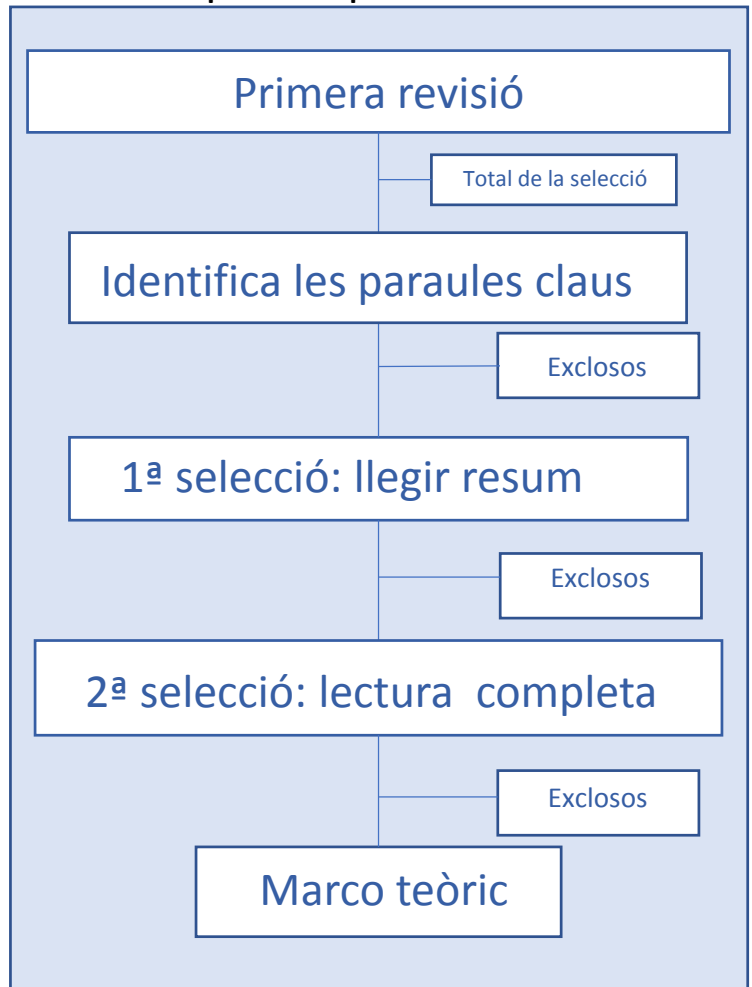 Primera revisió
Total de la selecció
Identifica les paraules claus
Exclosos
1ª selecció: llegir resum
Exclosos
2ª selecció: lectura  completa
Exclosos
Marco teòric